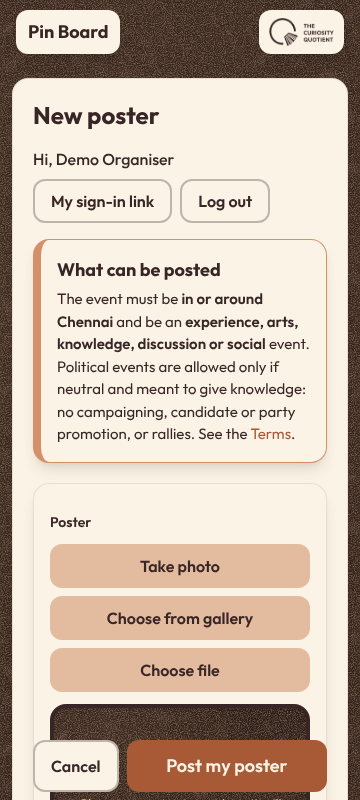 Pin Board
THE
CURIOSITY
QUOTIENT
New poster
Hi, Demo Organiser
My sign-in link
Log out
What can be posted
The event must be in or around
Chennai and be an experience, arts,
knowledge, discussion or social event.
Political events are allowed only if
neutral and meant to give knowledge:
no campaigning, candidate or party
promotion, or rallies. See the Terms.
Poster
Take photo
Choose from gallery
Choose file
Cancel
Post my poster